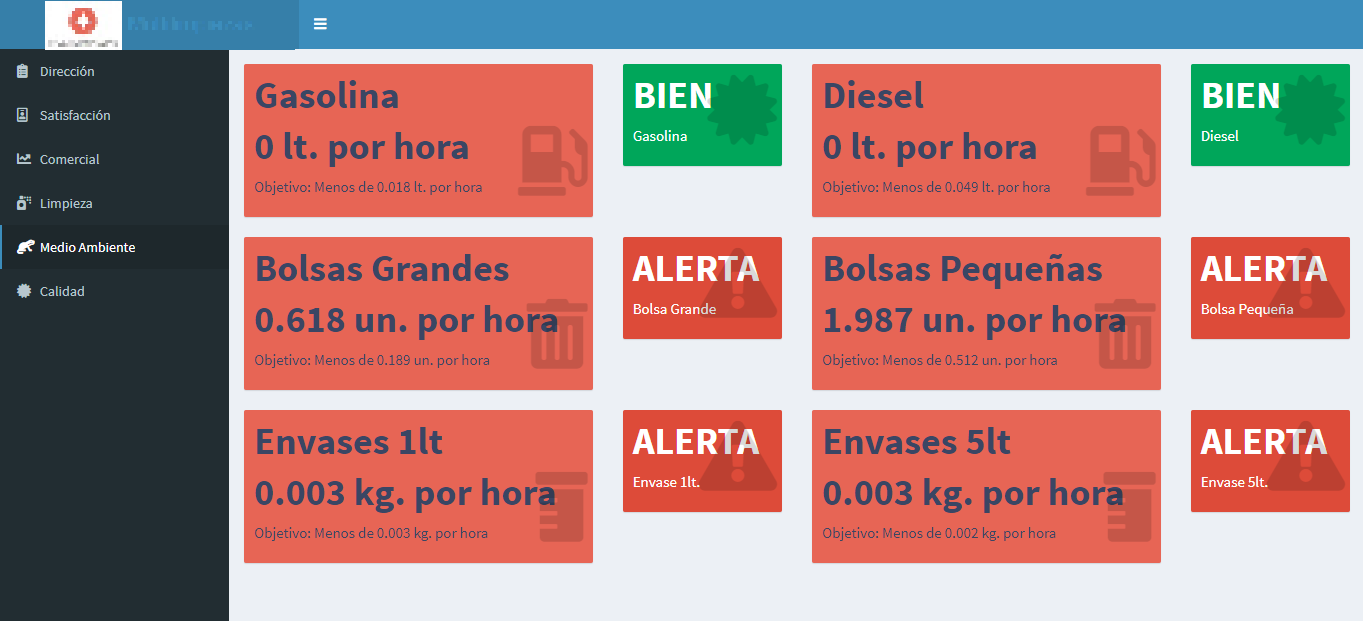 Dirección
Satisfacción
Comercial
Limpieza
Medio Ambiente
Calidad
Gasolina
0 lt. por hora
Objetivo: Menos de 0.018 lt. por hora
BIEN
Gasolina
Diesel
0 lt. por hora
Objetivo: Menos de 0.049 lt. por hora
BIEN
Diesel
Bolsas Grandes
0.618 un. por hora
Objetivo: Menos de 0.189 un. por hora
ALERTA
Bolsa Grande
Bolsas Pequeñas
1.987 un. por hora
Objetivo: Menos de 0.512 un. por hora
ALERTA
Bolsa Pequeña
Envases 1lt
0.003 kg. por hora
Objetivo: Menos de 0.003 kg. por hora
ALERTA
Envase 1lt.
Envases 5lt
0.003 kg. por hora
Objetivo: Menos de 0.002 kg. por hora
ALERTA
Envase 5lt.